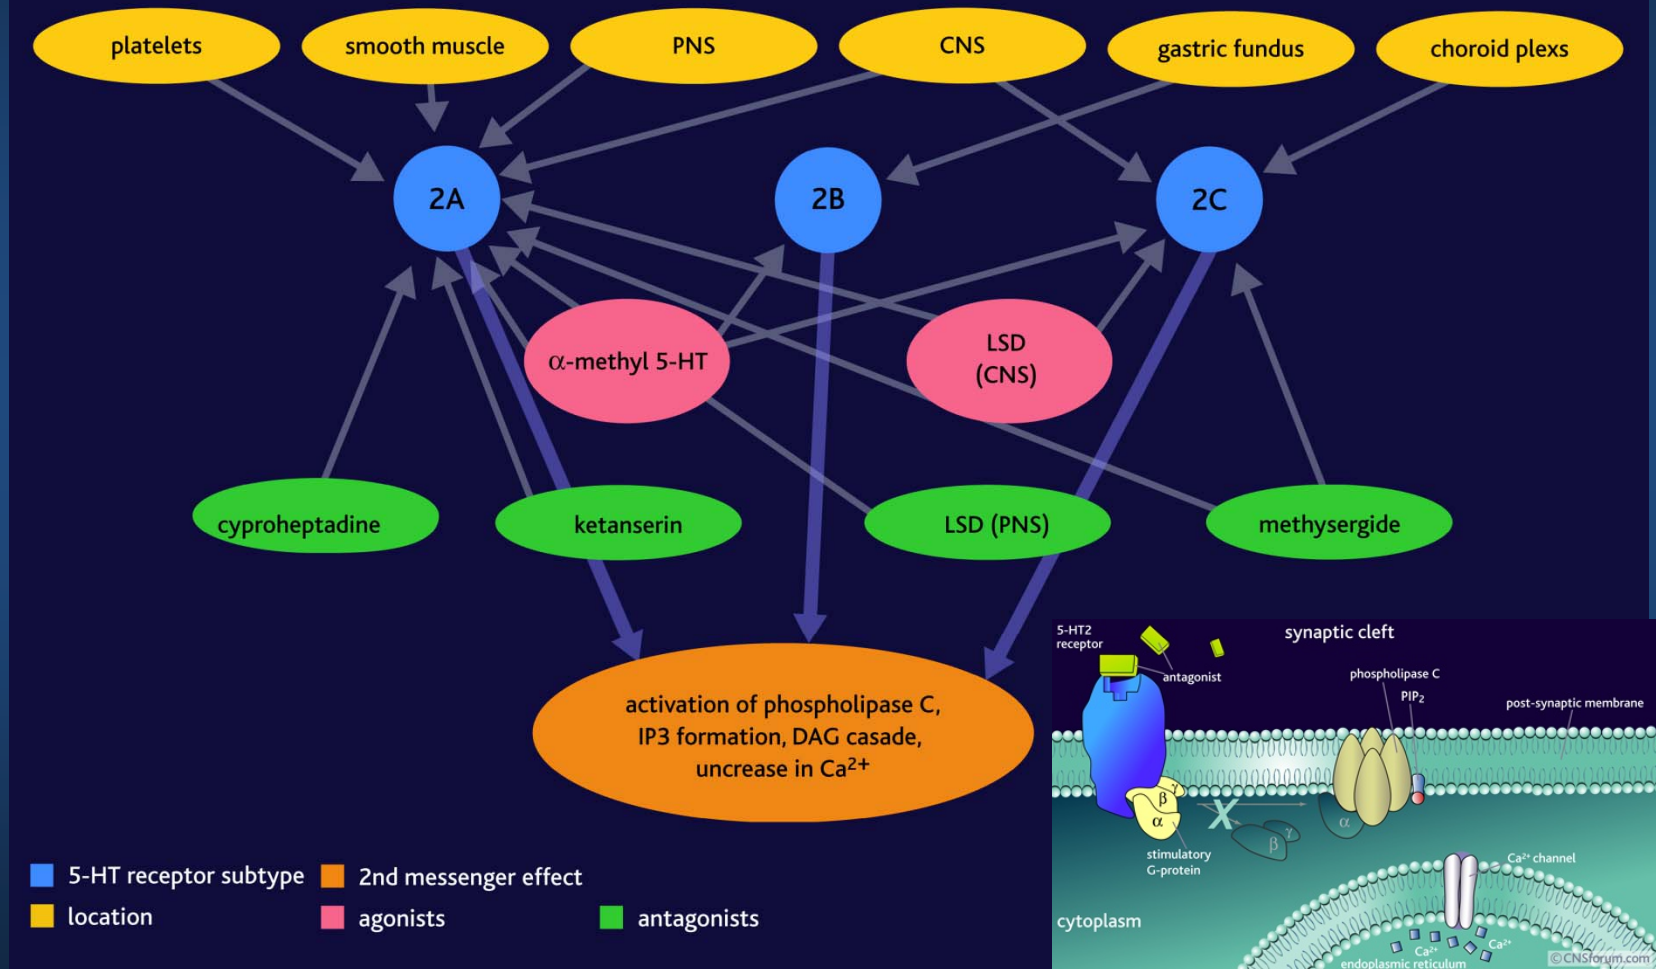 platelets
smooth muscle
PNS
CNS
gastric fundus
choroid plexs
2A
2B
2C
α-methyl 5-HT
LSD
(CNS)
cyproheptadine
ketanserin
LSD (PNS)
methysergide
activation of phospholipase C,
IP3 formation, DAG casade,
uncrease in Ca2+
5-HT receptor subtype
2nd messenger effect
location
agonists
antagonists
5-HT2
receptor
synaptic cleft
antagonist
phospholipase C
PIP2
post-synaptic membrane
γ
β
α
α
γ
β
stimulatory
G-protein
Ca2+ channel
cytoplasm
Ca2+
Ca2+
endoplasmic reticulum
©CNSforum.com